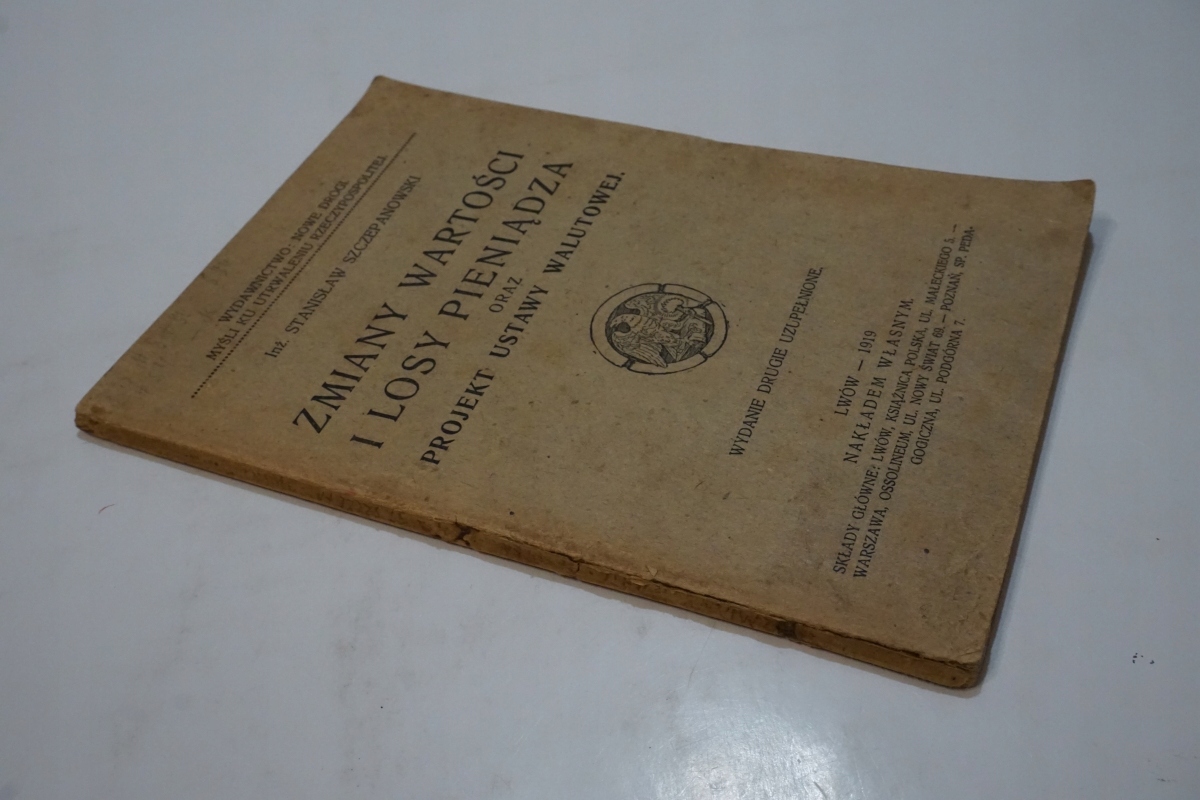 WYDAWNICTWO: NOWE DROGI
MYŚLI KU UTRWALENIU RZECZYPOSPOLITEJ
Inż. STANISŁAW SZCZEPANOWSKI
ZMIANY WARTOŚCI
I LOSY PIENIĄDZA
ORAZ
PROJEKT USTAWY WALUTOWEJ.
WYDANIE DRUGIE UZUPEŁNIONE.
LWÓW — 1919
NAKŁADEM WŁASNYM.
SKŁADY GŁÓWNE: LWÓW, KSIĄŻNICA POLSKA, UL. MAŁECKIEGO 5. —
WARSZAWA, OSSOLINEUM, UL. NOWY ŚWIAT 69. — POZNAŃ, SP. PEDA-
GOGICZNA, UL. PODGÓRNA 7.